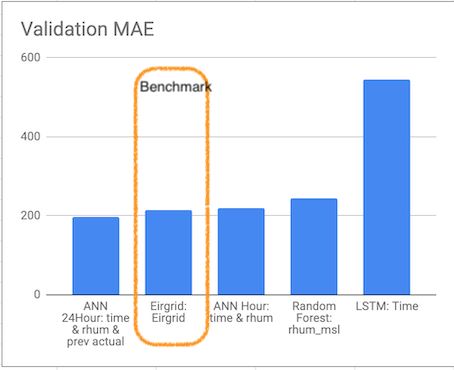 Validation MAE
600
Benchmark
400
200
0
ANN
24Hour: time
& rhum &
prev actual
Eirgrid:
Eirgrid
ANN Hour:
time & rhum
Random
Forest:
rhum_msl
LSTM: Time